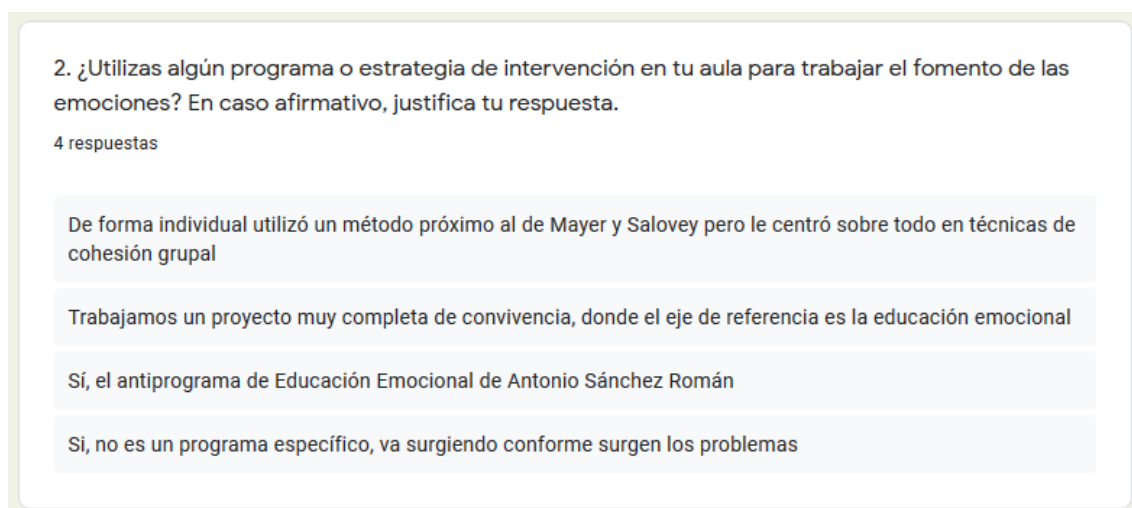 2. ¿Utilizas algún programa o estrategia de intervención en tu aula para trabajar el fomento de las
emociones? En caso afirmativo, justifica tu respuesta.
4 respuestas
De forma individual utilizó un método próximo al de Mayer y Salovey pero le centró sobre todo en técnicas de
cohesión grupal
Trabajamos un proyecto muy completa de convivencia, donde el eje de referencia es la educación emocional
Sí, el antiprograma de Educación Emocional de Antonio Sánchez Román
Si, no es un programa específico, va surgiendo conforme surgen los problemas